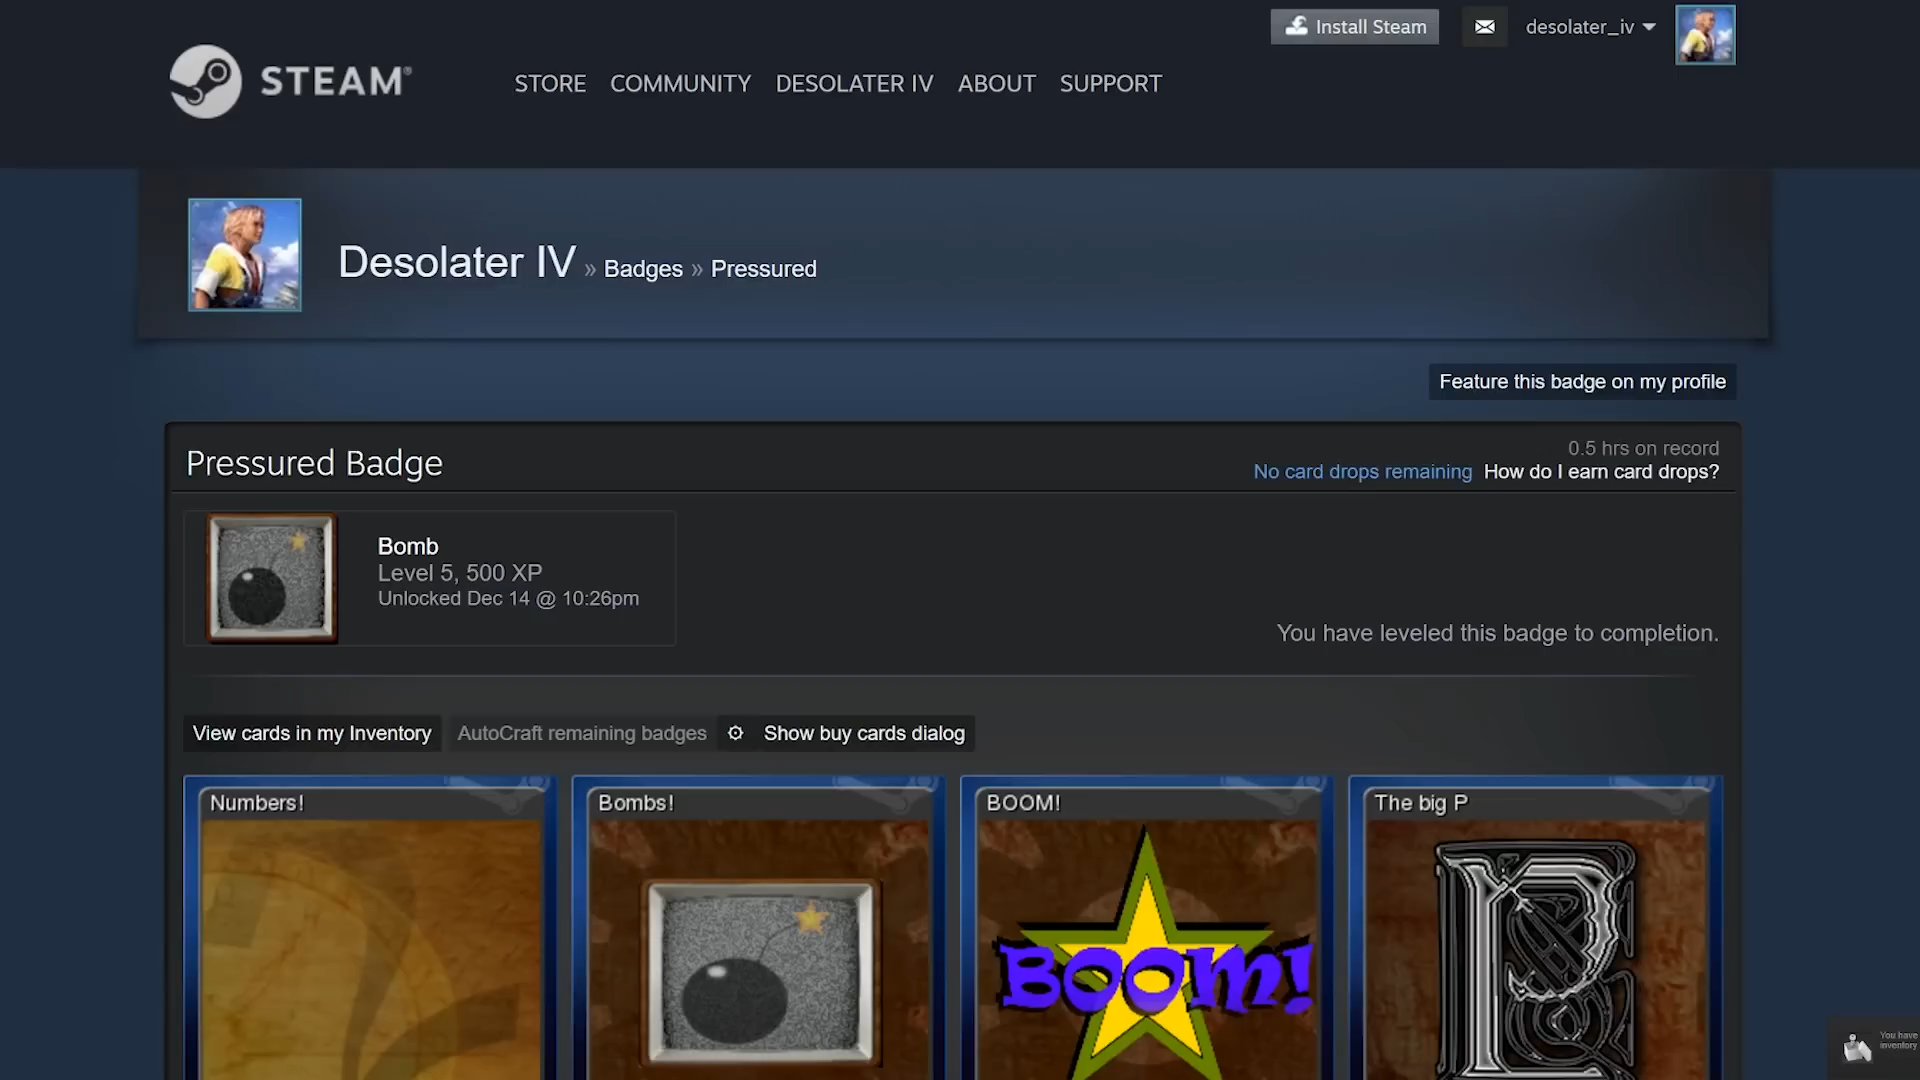 Install Steam
desolater_iv
STEAM®
STORE COMMUNITY DESOLATER IV ABOUT SUPPORT
Desolater IV » Badges » Pressured
Feature this badge on my profile
Pressured Badge
0.5 hrs on record
No card drops remaining How do I earn card drops?
Bomb
Level 5, 500 XP
Unlocked Dec 14 @ 10:26pm
You have leveled this badge to completion.
View cards in my Inventory AutoCraft remaining badges Show buy cards dialog
Numbers! Bombs! BOOM! The big P
BOOM!
P
You have
inventory